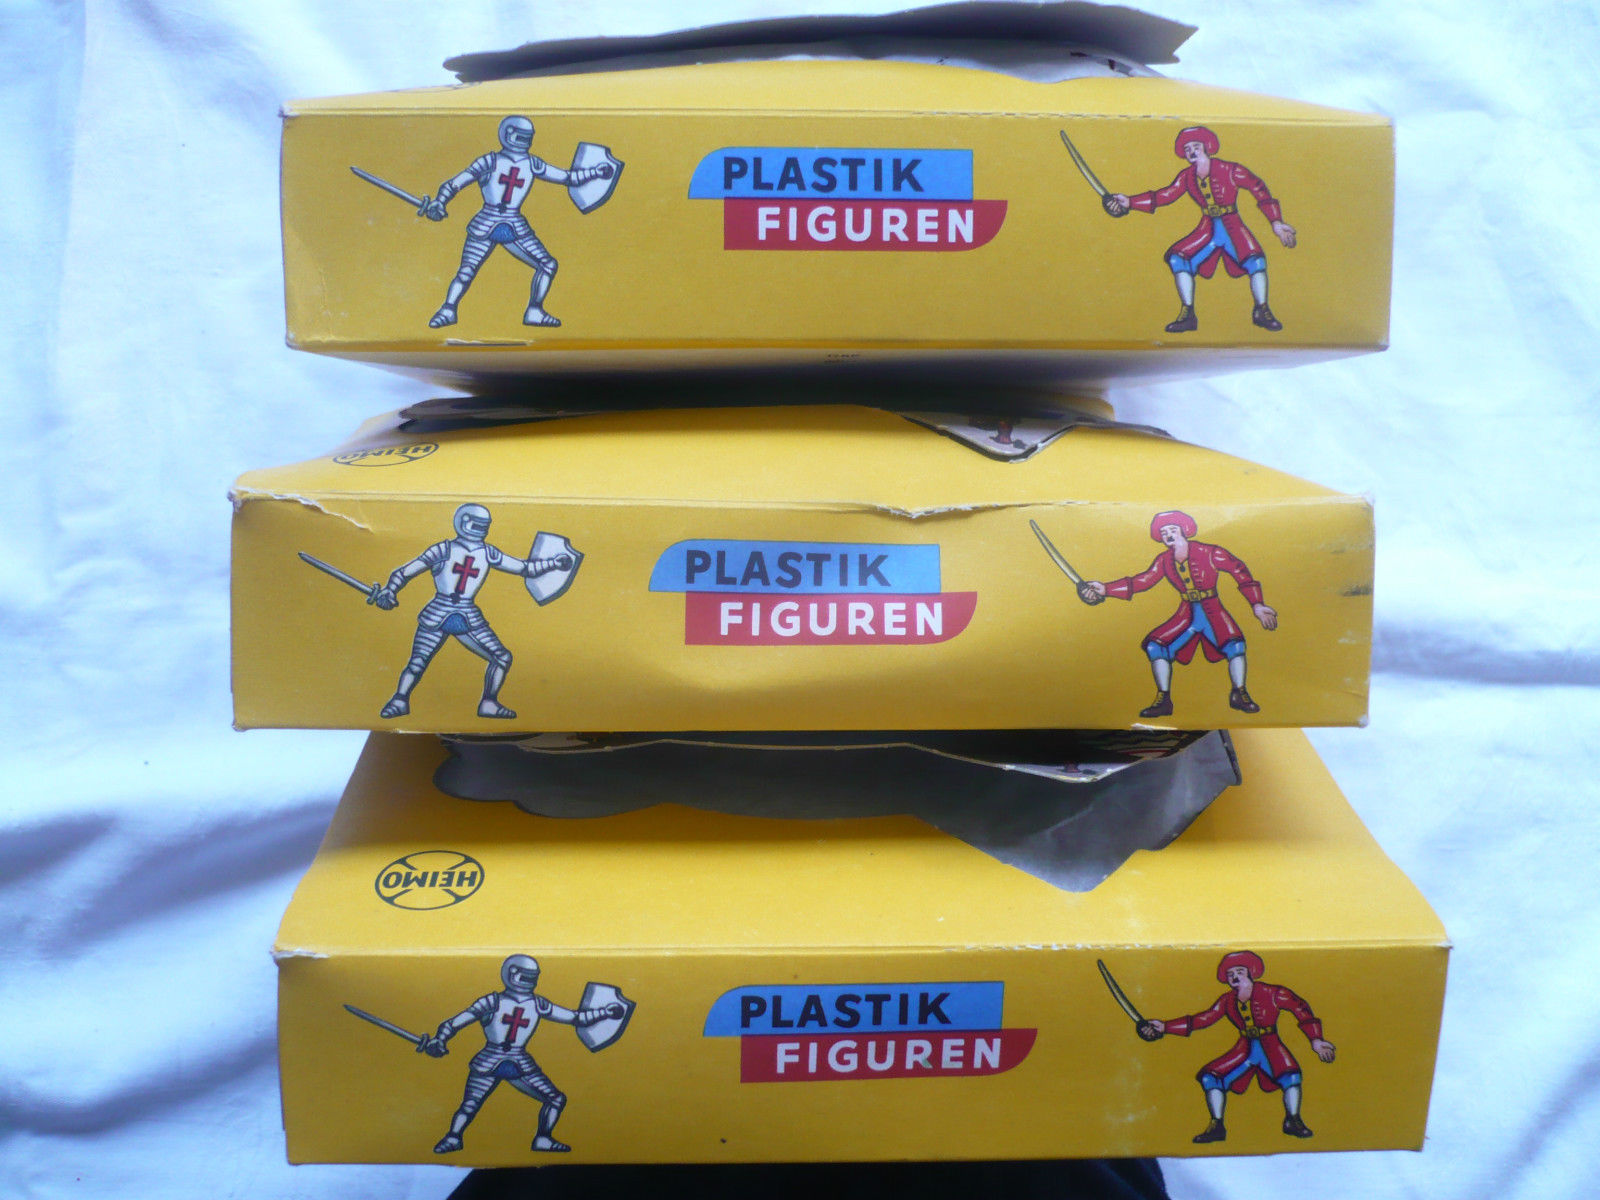 PLASTIK
FIGUREN
HEIMO
PLASTIK
FIGUREN
HEIMO
PLASTIK
FIGUREN